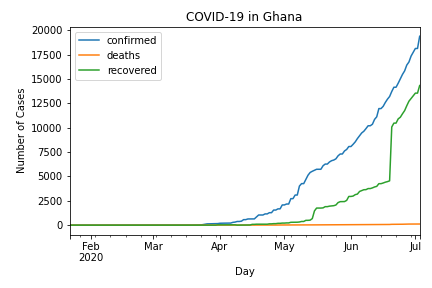 COVID-19 in Ghana
20000
17500
15000
12500
10000
7500
5000
2500
0
Number of Cases
confirmed
deaths
recovered
Feb Mar Apr May Jun Jul
2020
Day